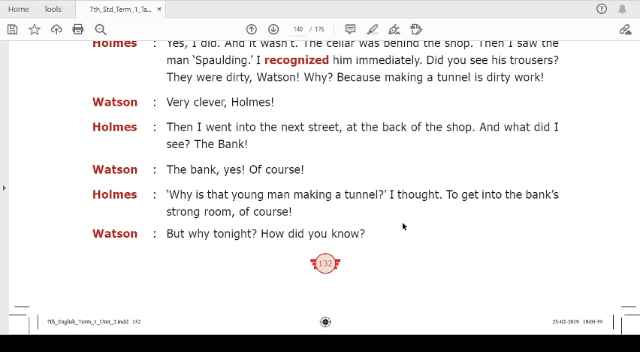 Home Tools 7th_Std_Term_1_Ta... ×
140 / 176
Holmes : Yes, I did. And it wasn't. The cellar was behind the shop. Then I saw the
man 'Spaulding.' I recognized him immediately. Did you see his trousers?
They were dirty, Watson! Why? Because making a tunnel is dirty work!
Watson : Very clever, Holmes!
Holmes : Then I went into the next street, at the back of the shop. And what did I
see? The Bank!
Watson : The bank, yes! Of course!
Holmes : 'Why is that young man making a tunnel?' I thought. To get into the bank's
strong room, of course!
Watson : But why tonight? How did you know?
132
7th_English_Term_1_Unit_2.indd 132 25-02-2019 18:03:39